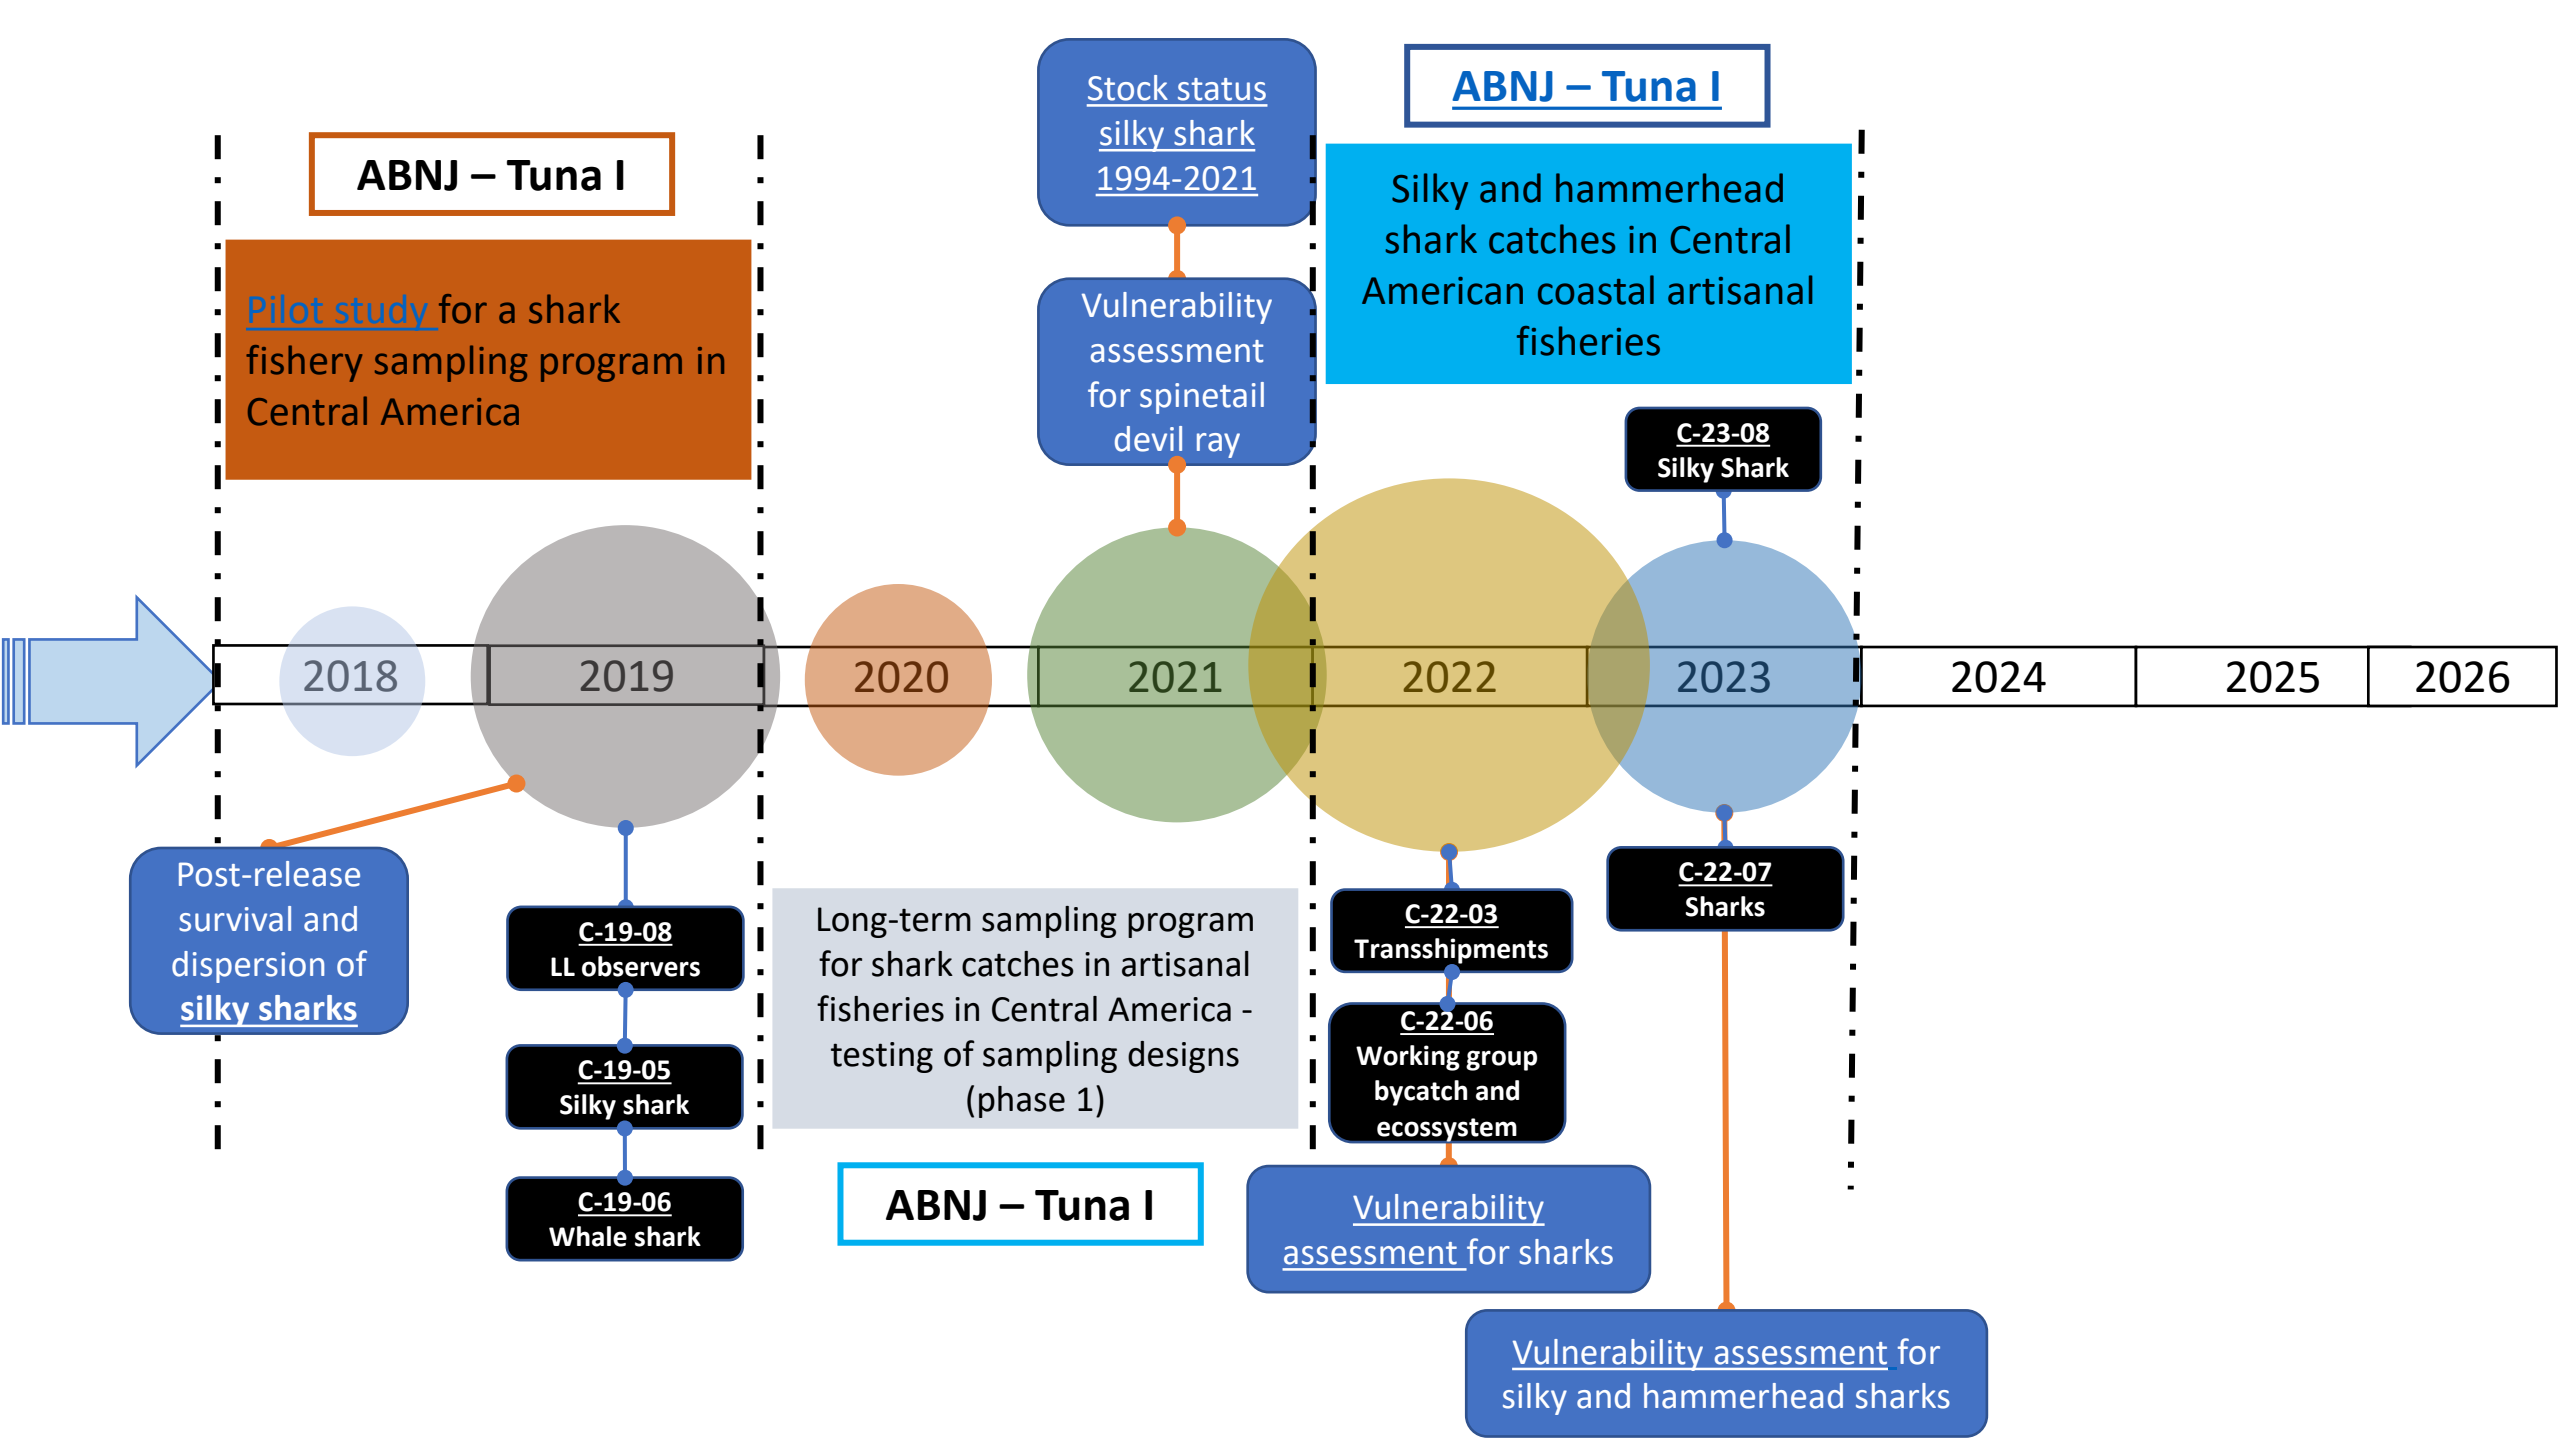 ABNJ – Tuna I
Pilot study for a shark
fishery sampling program in
Central America
Stock status
silky shark
1994-2021
Vulnerability
assessment
for spinetail
devil ray
ABNJ – Tuna I
Silky and hammerhead
shark catches in Central
American coastal artisanal
fisheries
C-23-08
Silky Shark
2018
2019
2020
2021
2022
2023
2024
2025
2026
Post-release
survival and
dispersion of
silky sharks
C-19-08
LL observers
C-19-05
Silky shark
C-19-06
Whale shark
Long-term sampling program
for shark catches in artisanal
fisheries in Central America -
testing of sampling designs
(phase 1)
ABNJ – Tuna I
C-22-03
Transshipments
C-22-06
Working group
bycatch and
ecossystem
Vulnerability
assessment for sharks
C-22-07
Sharks
Vulnerability assessment for
silky and hammerhead sharks